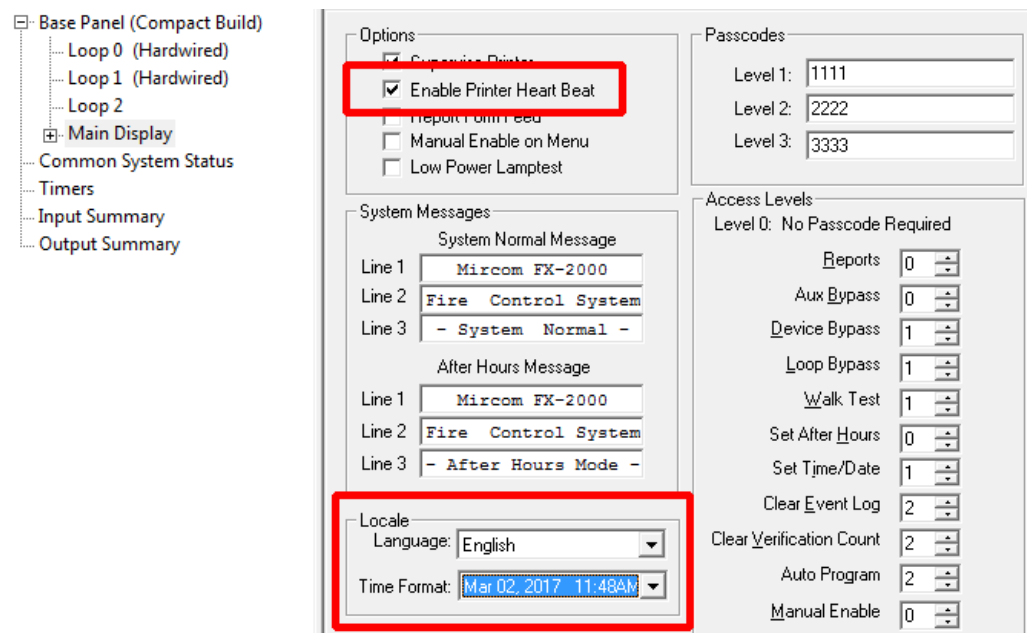 Base Panel (Compact Build)
Loop 0 (Hardwired)
Loop 1 (Hardwired)
Loop 2
Main Display
Common System Status
Timers
Input Summary
Output Summary
Options
Supervise Printer
Enable Printer Heart Beat
Report Form Feed
Manual Enable on Menu
Low Power Lamptest
System Messages
System Normal Message
Line 1 Mircom FX-2000
Line 2 Fire Control System
Line 3 - System Normal -
After Hours Message
Line 1 Mircom FX-2000
Line 2 Fire Control System
Line 3 - After Hours Mode -
Locale
Language: English
Time Format: Mar 02, 2017 11:48AM
Passcodes
Level 1: 1111
Level 2: 2222
Level 3: 3333
Access Levels
Level 0: No Passcode Required
Reports 0
Aux Bypass 0
Device Bypass 1
Loop Bypass 1
Walk Test 1
Set After Hours 0
Set Time/Date 1
Clear Event Log 2
Clear Verification Count 2
Auto Program 2
Manual Enable 0